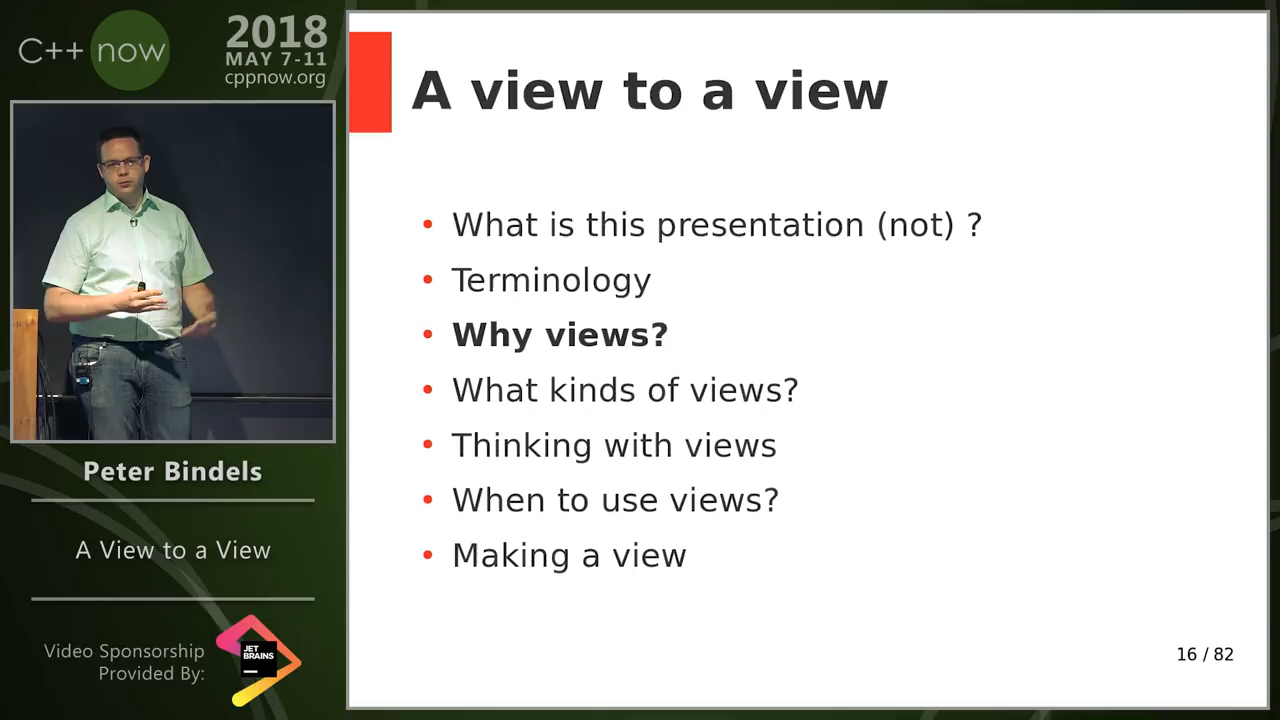 C++ now
2018
MAY 7-11
cppnow.org
A view to a view
What is this presentation (not) ?
Terminology
Why views?
What kinds of views?
Thinking with views
When to use views?
Making a view
16 / 82
Peter Bindels
A View to a View
Video Sponsorship
Provided By:
JET
BRAINS